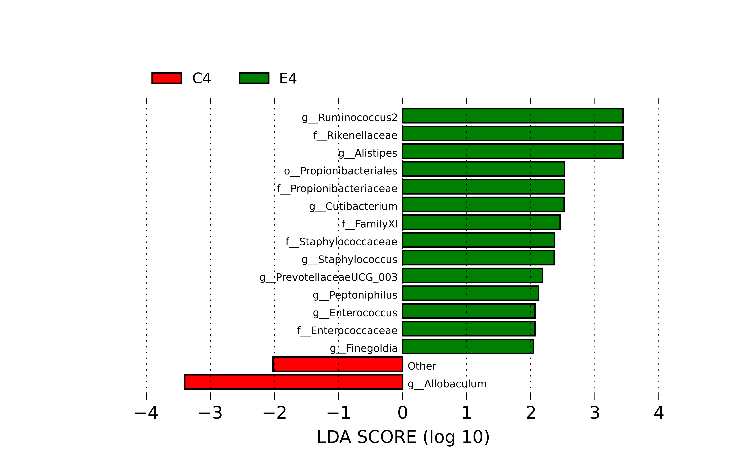 C4 E4
g__Ruminococcus2
f__Rikenellaceae
g__Alistipes
o__Propionibacteriales
f__Propionibacteriaceae
g__Cutibacterium
f__FamilyXI
f__Staphylococcaceae
g__Staphylococcus
g__PrevotellaceaeUCG_003
g__Peptoniphilus
g__Enterococcus
f__Enterococcaceae
g__Finegoldia
Other
g__Allobaculum
−4 −3 −2 −1 0 1 2 3 4
LDA SCORE (log 10)